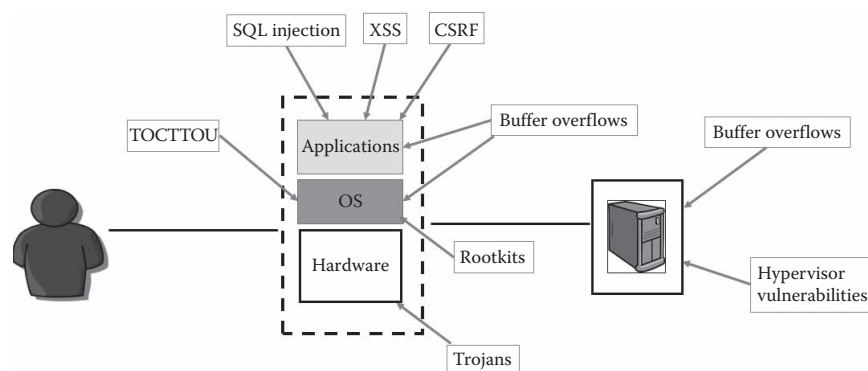 SQL injection
XSS
CSRF
TOCTTOU
Applications
Buffer overflows
Buffer overflows
OS
Hardware
Rootkits
Hypervisor
vulnerabilities
Trojans